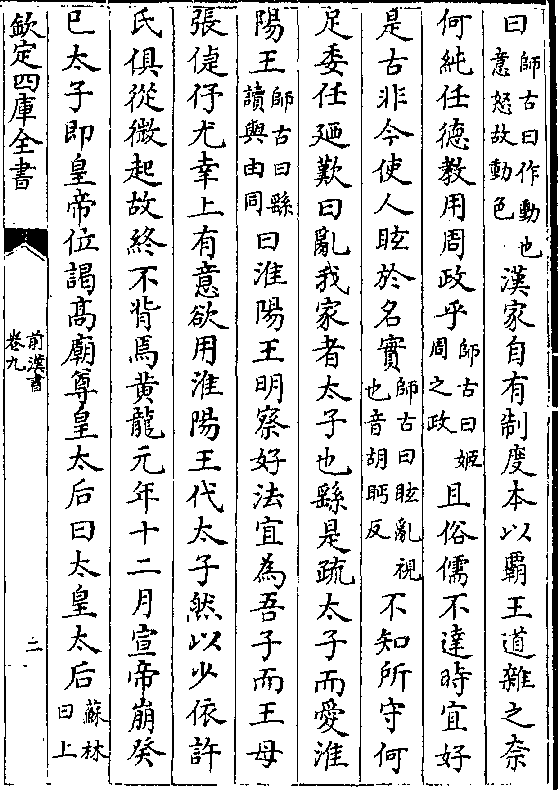 曰師古曰作動也意怒故動色漢家自有制度本以霸王道雜之柰
何純任德教用周政乎師古曰姬周之政且俗儒不達時宜好
是古非今使人眩於名實師古曰眩亂視也音胡眄反不知所守何
足委任廼歎曰亂我家者太子也繇是疏太子而愛淮
陽王師古曰繇讀與由同曰淮陽王明察好法宜為吾子而王母
張倢伃尤幸上有意欲用淮陽王代太子然以少依許
氏俱從微起故終不背焉黃龍元年十二月宣帝崩癸
巳太子即皇帝位謁高廟尊皇太后曰太皇太后蘇林曰上
欽定四庫全書
前漢書
卷九
二